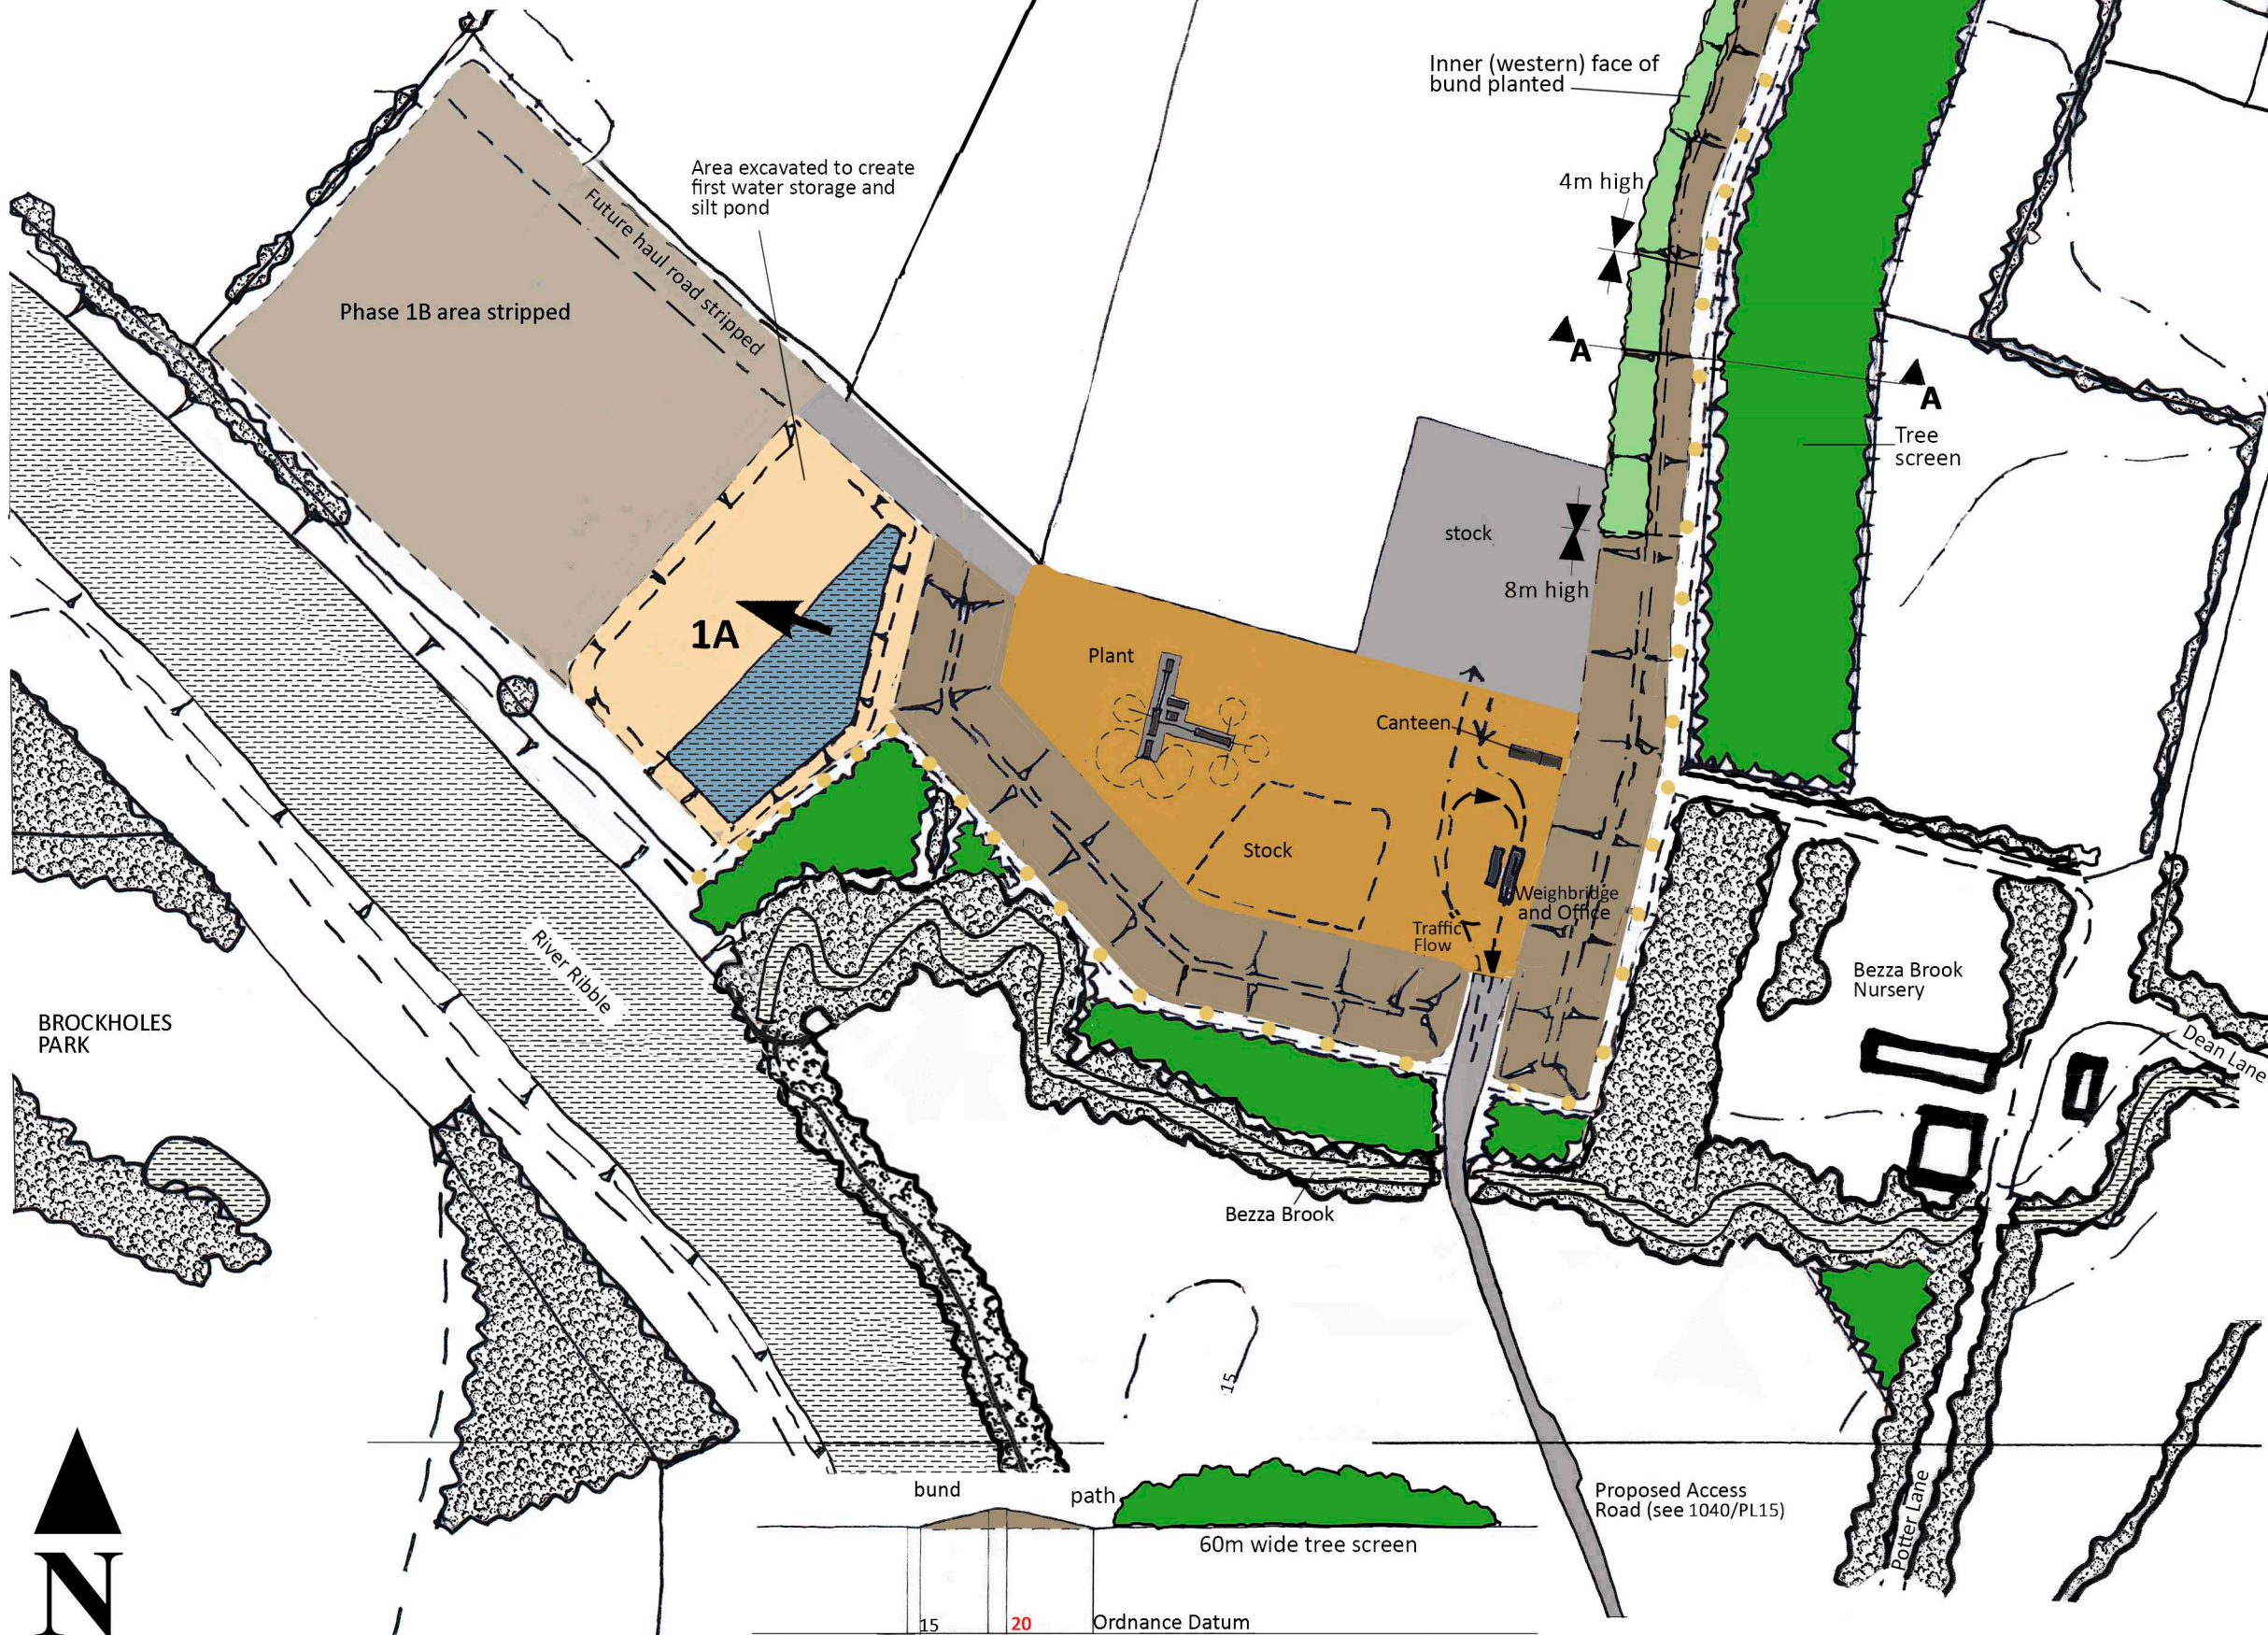 Inner (western) face of
bund planted
Area excavated to create
first water storage and
silt pond
4m high
Future haul road stripped
Phase 1B area stripped
A
A
Tree
screen
stock
8m high
1A
Plant
Canteen
Stock
Weighbridge
and Office
Traffic
Flow
River Ribble
Bezza Brook
Nursery
BROCKHOLES
PARK
Dean Lane
Bezza Brook
15
bund
path
Proposed Access
Road (see 1040/PL15)
60m wide tree screen
Potter Lane
N
15
20
Ordnance Datum